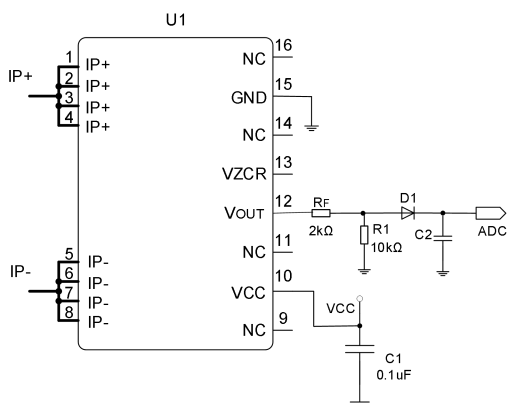 U1
IP+
1 IP+
2 IP+
3 IP+
4 IP+
IP-
5 IP-
6 IP-
7 IP-
8 IP-
NC 16
GND 15
NC 14
VZCR 13
VOUT 12
NC 11
VCC 10
NC 9
RF
2kΩ
R1
10kΩ
D1
C2
ADC
VCC
C1
0.1uF